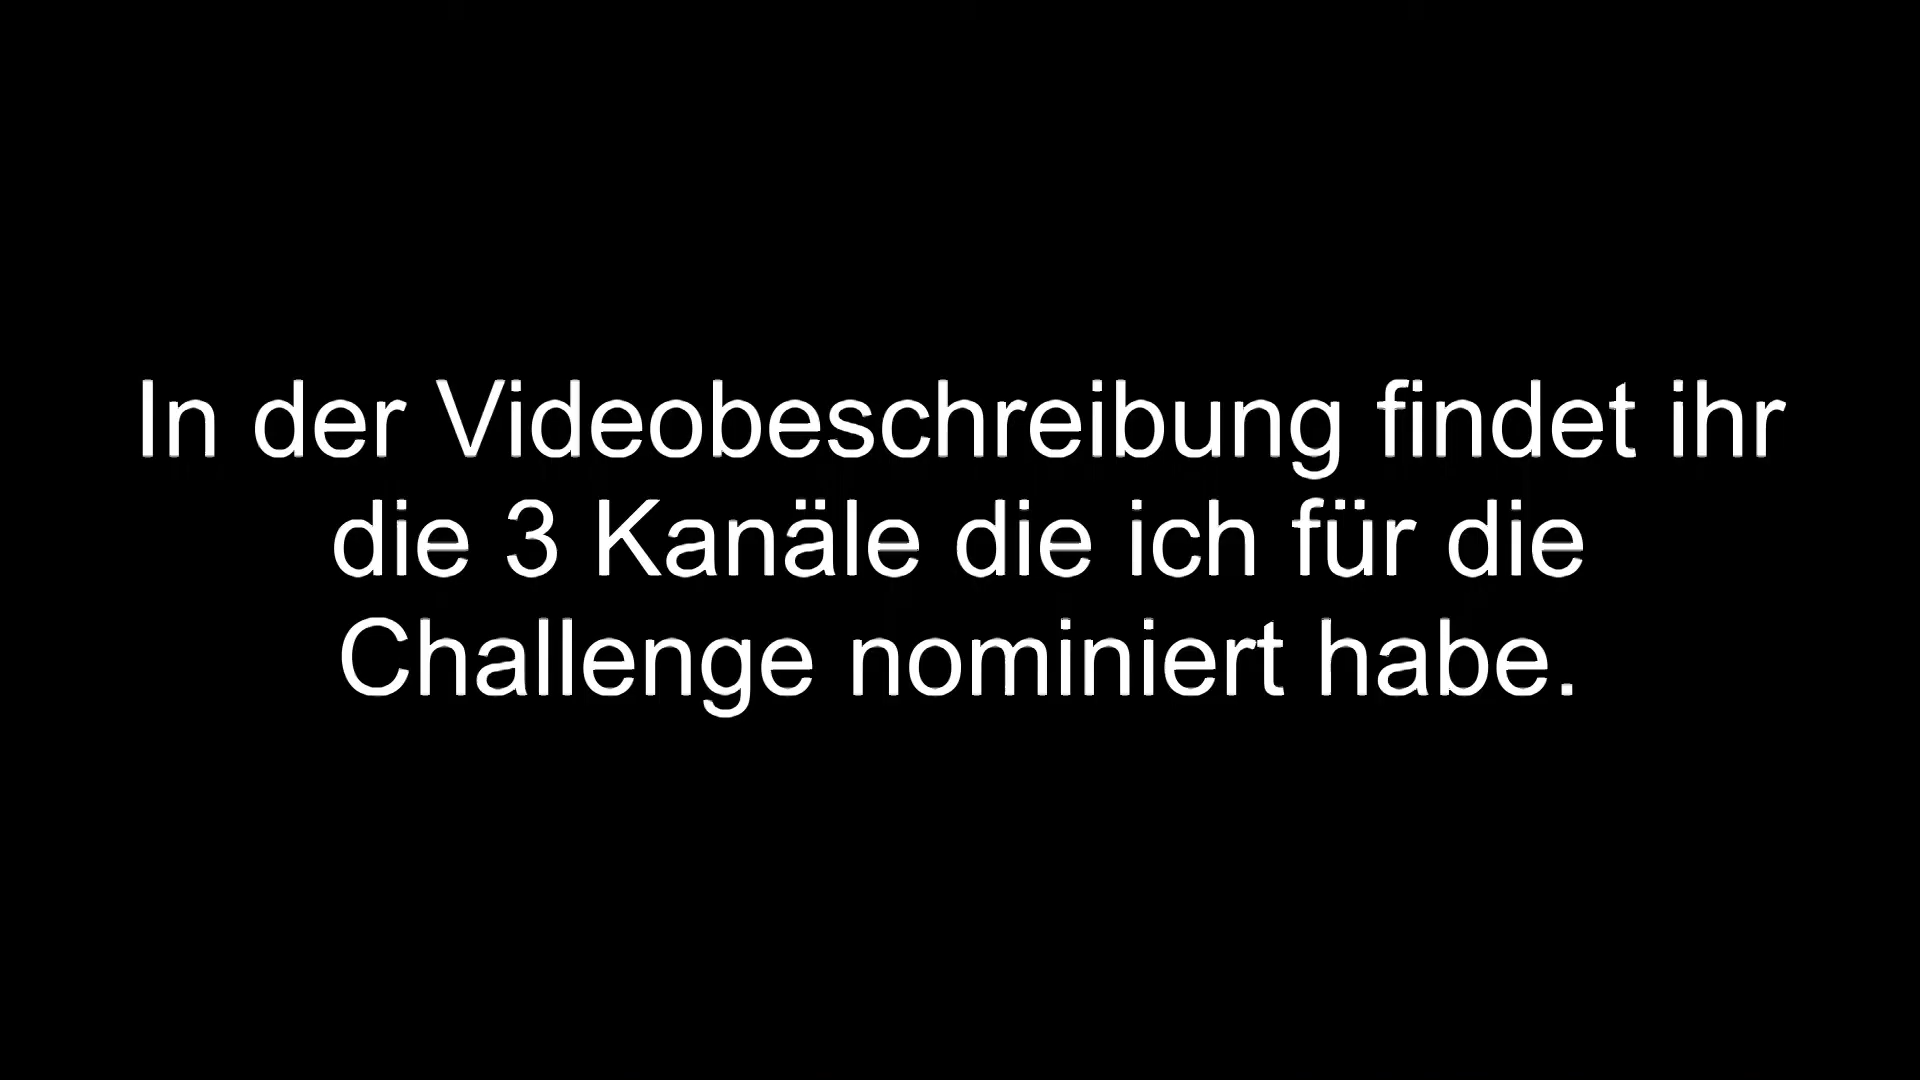 In der Videobeschreibung findet ihr
die 3 Kanäle die ich für die
Challenge nominiert habe.